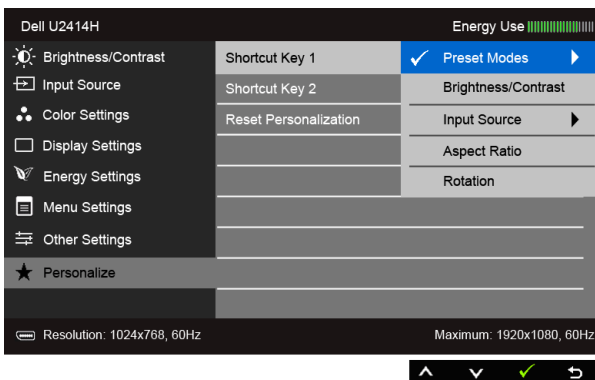 Dell U2414H
Energy Use
Brightness/Contrast
Input Source
Color Settings
Display Settings
Energy Settings
Menu Settings
Other Settings
Personalize
Shortcut Key 1
Shortcut Key 2
Reset Personalization
Preset Modes
Brightness/Contrast
Input Source
Aspect Ratio
Rotation
Resolution: 1024x768, 60Hz
Maximum: 1920x1080, 60Hz